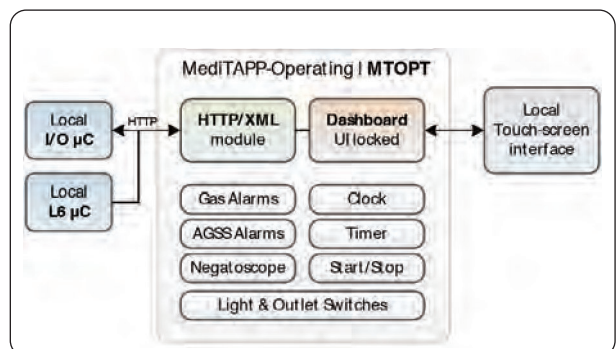 MediTAPP-Operating | MTOPT
Local
I/O µC
HTTP
HTTP/XML
module
Dashboard
UI locked
Local
Touch-screen
interface
Local
L6 µC
Gas Alarms
Clock
AGSS Alarms
Timer
Negatoscope
Start/Stop
Light & Outlet Switches